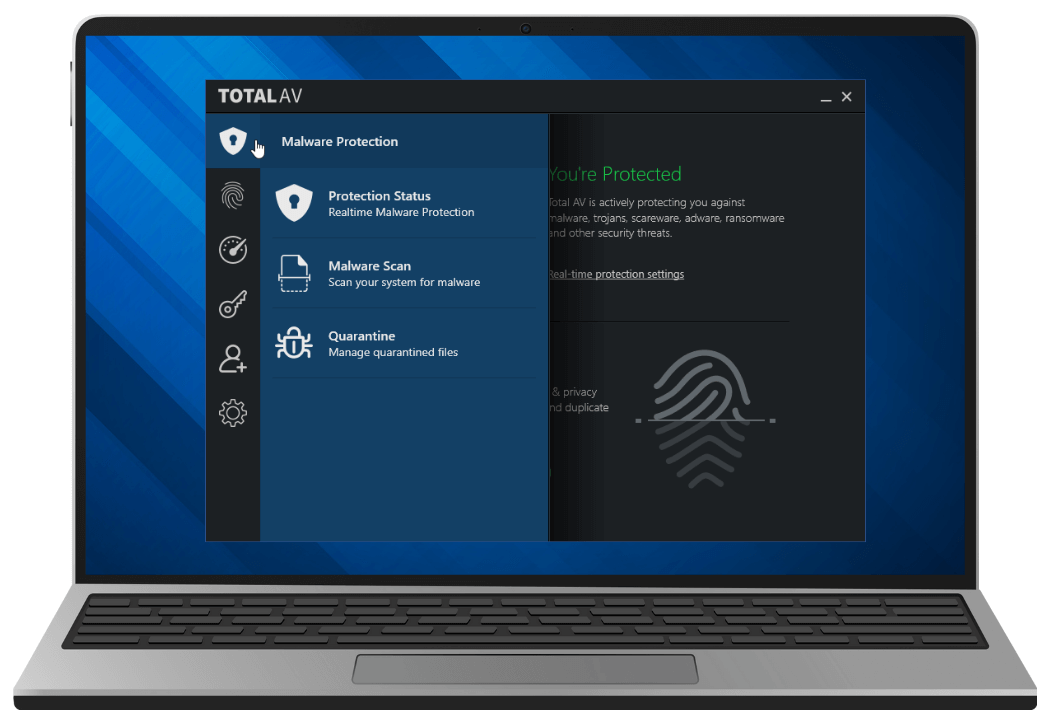 TOTAL AV
Malware Protection
Protection Status
Realtime Malware Protection
Malware Scan
Scan your system for malware
Quarantine
Manage quarantined files
You're Protected
Total AV is actively protecting you against
malware, trojans, scareware, adware, ransomware
and other security threats.
Real-time protection settings
& privacy
nd duplicate